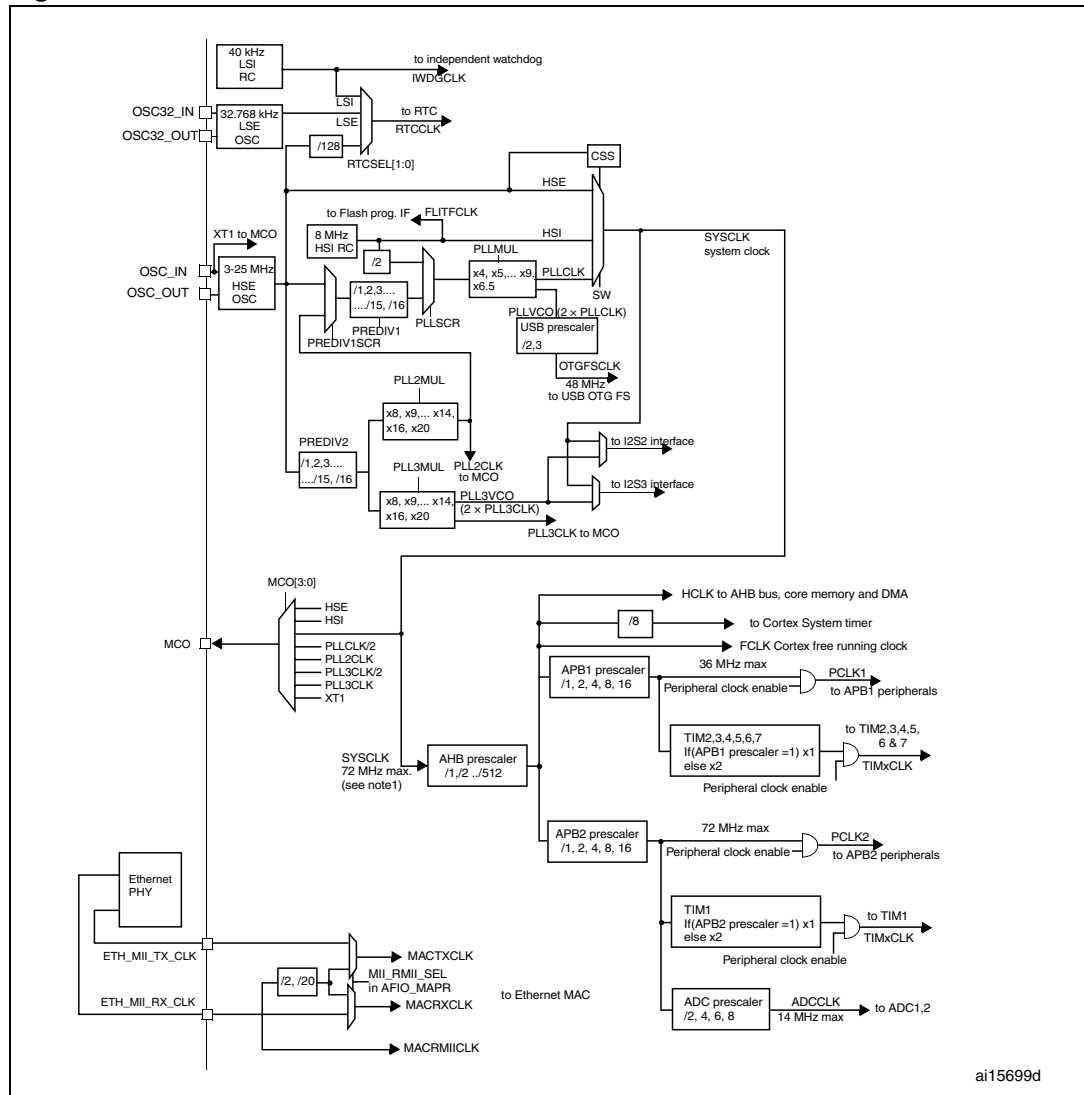 40 kHz
LSI
RC
to independent watchdog
IWDGCLK
OSC32_IN
OSC32_OUT
32.768 kHz
LSE
OSC
LSI
LSE
to RTC
RTCCLK
/128
RTCSEL[1:0]
CSS
HSE
to Flash prog. IF
FLITFCLK
XT1 to MCO
8 MHz
HSI RC
HSI
SYSCLK
system clock
/2
PLLMUL
x4, x5,... x9,
x6.5
PLLCLK
SW
OSC_IN
OSC_OUT
3-25 MHz
HSE
OSC
/1,2,3....
..../15, /16
PLLSCR
PREDIV1
PREDIV1SCR
PLLVCO (2 × PLLCLK)
USB prescaler
/2,3
OTGFSCLK
48 MHz
to USB OTG FS
PLL2MUL
x8, x9,... x14,
x16, x20
PREDIV2
/1,2,3....
..../15, /16
PLL2CLK
to MCO
to I2S2 interface
PLL3MUL
x8, x9,... x14,
x16, x20
PLL3VCO
(2 × PLL3CLK)
to I2S3 interface
PLL3CLK to MCO
MCO[3:0]
HSE
HSI
MCO
PLLCLK/2
PLL2CLK
PLL3CLK/2
PLL3CLK
XT1
HCLK to AHB bus, core memory and DMA
/8
to Cortex System timer
FCLK Cortex free running clock
APB1 prescaler
/1, 2, 4, 8, 16
36 MHz max
Peripheral clock enable
PCLK1
to APB1 peripherals
TIM2,3,4,5,6,7
If(APB1 prescaler =1) x1
else x2
to TIM2,3,4,5,
6 & 7
TIMxCLK
Peripheral clock enable
SYSCLK
72 MHz max.
(see note1)
AHB prescaler
/1,/2 ../512
APB2 prescaler
/1, 2, 4, 8, 16
72 MHz max
Peripheral clock enable
PCLK2
to APB2 peripherals
TIM1
If(APB2 prescaler =1) x1
else x2
to TIM1
TIMxCLK
Peripheral clock enable
ADC prescaler
/2, 4, 6, 8
ADCCLK
14 MHz max
to ADC1,2
Ethernet
PHY
ETH_MII_TX_CLK
MACTXCLK
/2, /20
MII_RMII_SEL
in AFIO_MAPR
ETH_MII_RX_CLK
MACRXCLK
to Ethernet MAC
MACRMIICLK
ai15699d